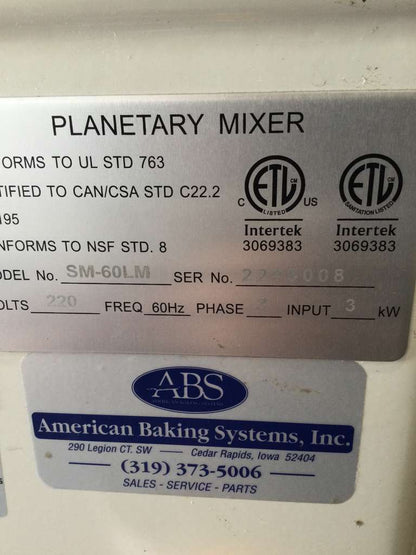 PLANETARY MIXER
ORMS TO UL STD 763
TIFIED TO CAN/CSA STD C22.2
195
NFORMS TO NSF STD. 8
C ETL CM LISTED US
ETL CM SANITATION LISTED
Intertek 3069383
Intertek 3069383
ODEL No. SM-60LM SER No.
OLTS 220 FREQ 60Hz PHASE INPUT 3 kW
ABS
American Baking Systems, Inc.
290 Legion CT. SW Cedar Rapids, Iowa 52404
(319) 373-5006
SALES - SERVICE - PARTS